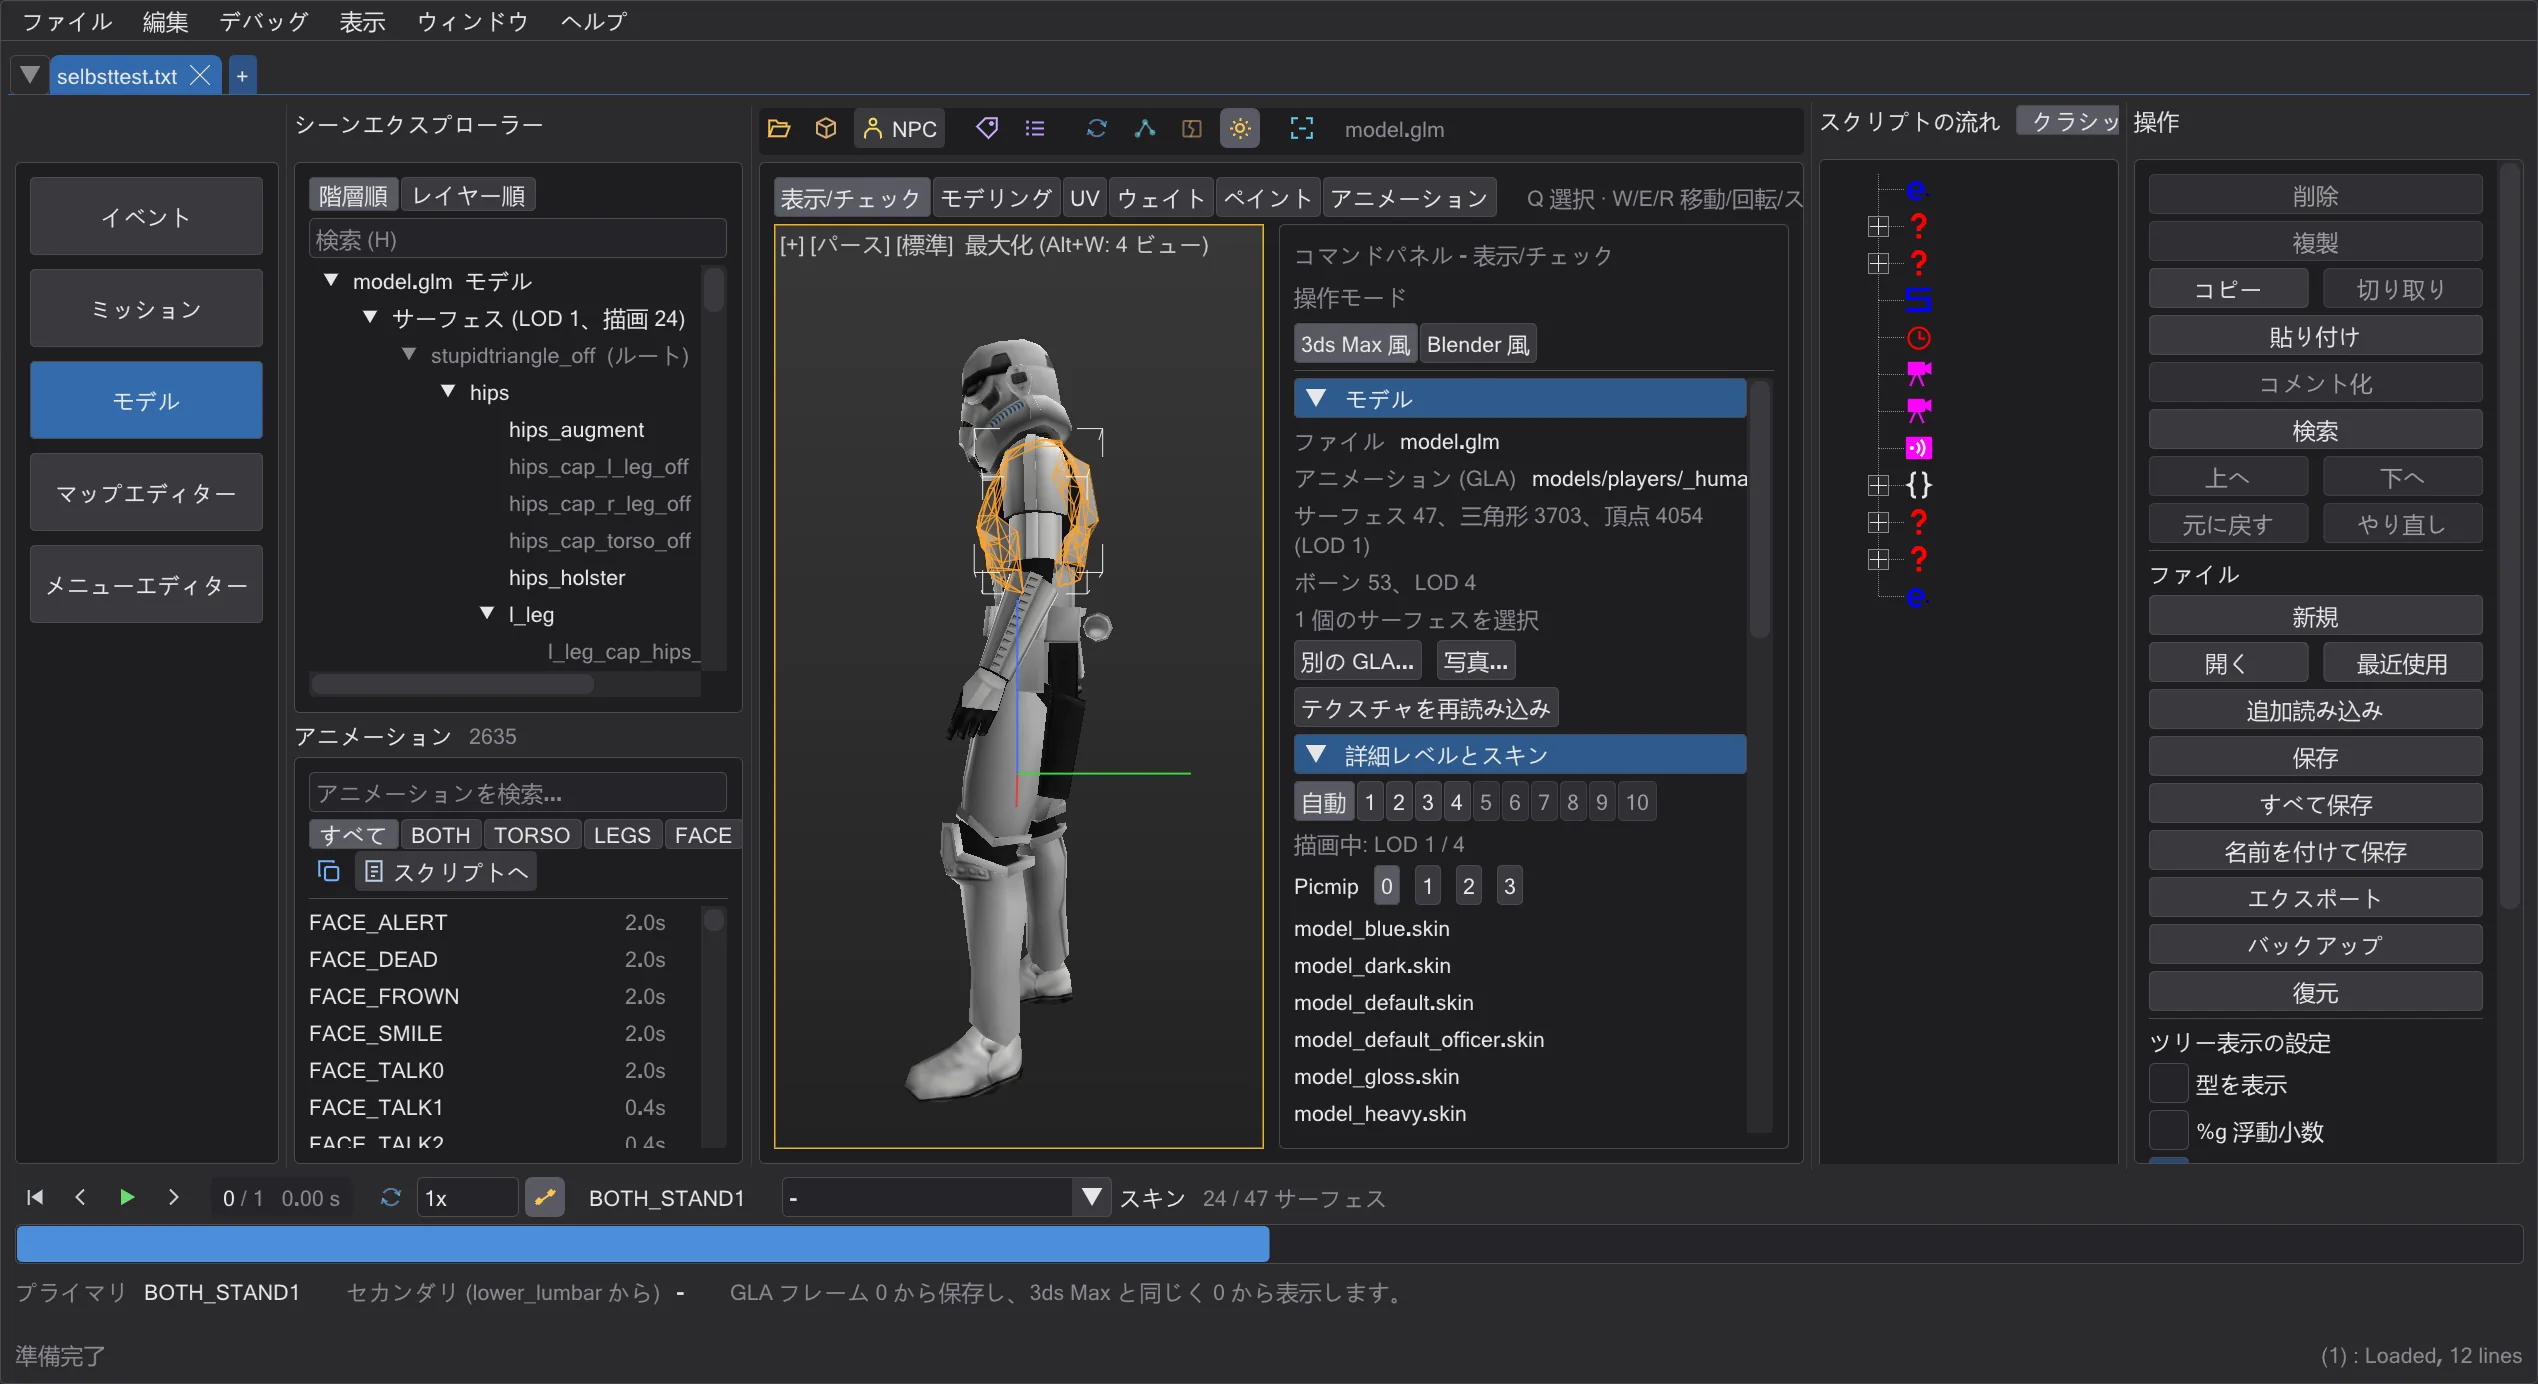 ファイル 編集 デバッグ 表示 ウィンドウ ヘルプ
selbsttest.txt
+
イベント
ミッション
モデル
マップエディター
メニューエディター
シーンエクスプローラー
階層順 レイヤー順
検索 (H)
model.glm モデル
サーフェス (LOD 1、描画 24)
stupidtriangle_off (ルート)
hips
hips_augment
hips_cap_l_leg_off
hips_cap_r_leg_off
hips_cap_torso_off
hips_holster
l_leg
l_leg_cap_hips_
アニメーション 2635
アニメーションを検索...
すべて BOTH TORSO LEGS FACE
スクリプトへ
FACE_ALERT 2.0s
FACE_DEAD 2.0s
FACE_FROWN 2.0s
FACE_SMILE 2.0s
FACE_TALK0 2.0s
FACE_TALK1 0.4s
FACE_TALK2 0.4s
NPC model.glm
表示/チェック モデリング UV ウェイト ペイント アニメーション Q 選択 · W/E/R 移動/回転/ス
[+] [パース] [標準] 最大化 (Alt+W: 4 ビュー)
コマンドパネル - 表示/チェック
操作モード
3ds Max 風 Blender 風
モデル
ファイル model.glm
アニメーション (GLA) models/players/_huma
サーフェス 47、三角形 3703、頂点 4054
(LOD 1)
ボーン 53、LOD 4
1 個のサーフェスを選択
別の GLA... 写真...
テクスチャを再読み込み
詳細レベルとスキン
自動 1 2 3 4 5 6 7 8 9 10
描画中: LOD 1 / 4
Picmip 0 1 2 3
model_blue.skin
model_dark.skin
model_default.skin
model_default_officer.skin
model_gloss.skin
model_heavy.skin
スクリプトの流れ クラシッ
e.
?
?
S
{}
?
?
e.
操作
削除
複製
コピー 切り取り
貼り付け
コメント化
検索
上へ 下へ
元に戻す やり直し
ファイル
新規
開く 最近使用
追加読み込み
保存
すべて保存
名前を付けて保存
エクスポート
バックアップ
復元
ツリー表示の設定
型を表示
%g 浮動小数
0 / 1 0.00 s 1x BOTH_STAND1 - スキン 24 / 47 サーフェス
プライマリ BOTH_STAND1 セカンダリ (lower_lumbar から) - GLA フレーム 0 から保存し、3ds Max と同じく 0 から表示します。
準備完了 (1) : Loaded, 12 lines